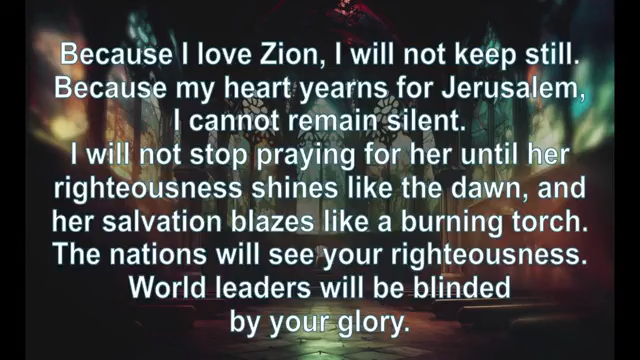 Because I love Zion, I will not keep still.
Because my heart yearns for Jerusalem,
I cannot remain silent.
I will not stop praying for her until her
righteousness shines like the dawn, and
her salvation blazes like a burning torch.
The nations will see your righteousness.
World leaders will be blinded
by your glory.